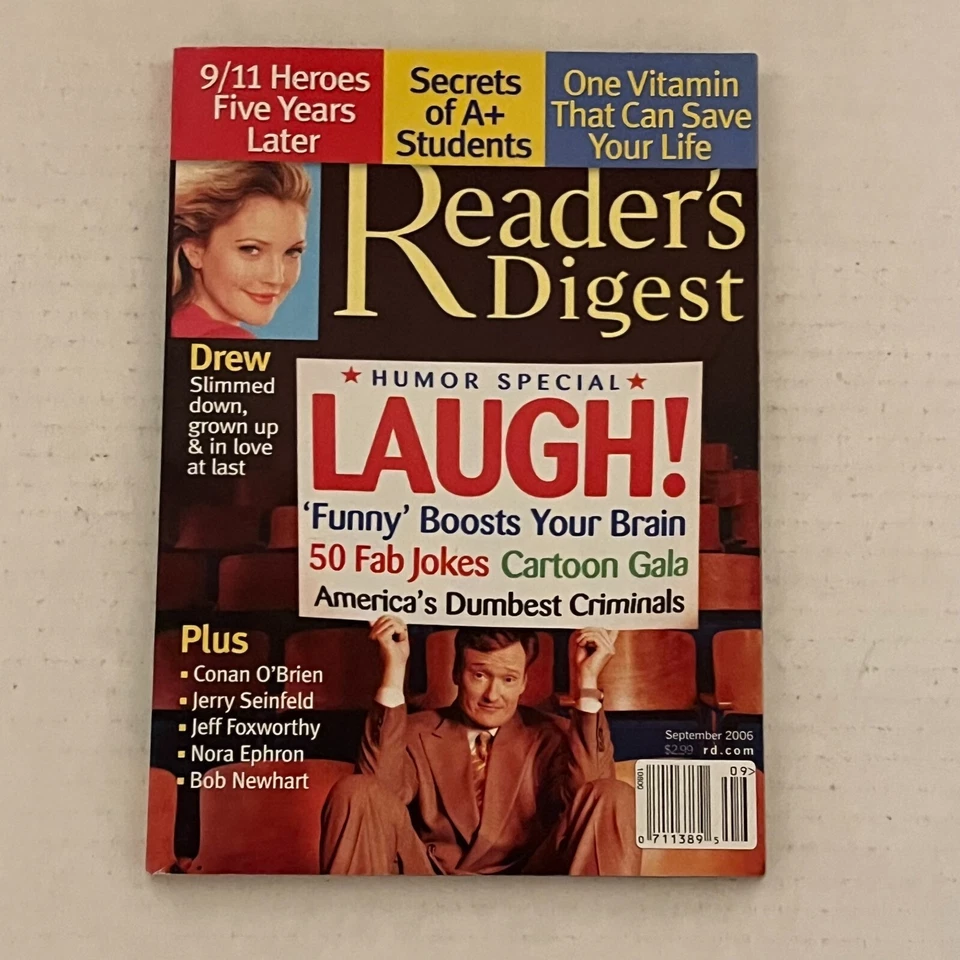 9/11 Heroes
Five Years
Later
Secrets
of A+
Students
One Vitamin
That Can Save
Your Life
Reader's
Digest
Drew
Slimmed
down,
grown up
& in love
at last
★ HUMOR SPECIAL ★
LAUGH!
'Funny' Boosts Your Brain
50 Fab Jokes Cartoon Gala
America's Dumbest Criminals
Plus
▪ Conan O'Brien
▪ Jerry Seinfeld
▪ Jeff Foxworthy
▪ Nora Ephron
▪ Bob Newhart
September 2006
$2.99 rd.com
09>
10800
0 711389 5